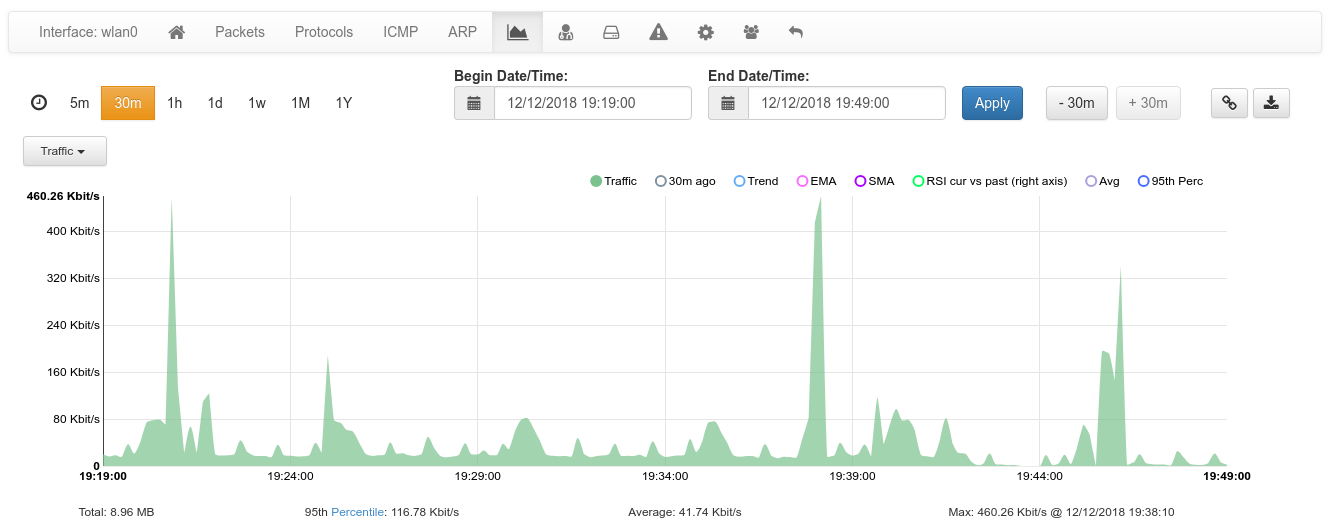 Interface: wlan0 Packets Protocols ICMP ARP
Begin Date/Time: End Date/Time:
5m 30m 1h 1d 1w 1M 1Y 12/12/2018 19:19:00 12/12/2018 19:49:00 Apply - 30m + 30m
Traffic
Traffic 30m ago Trend EMA SMA RSI cur vs past (right axis) Avg 95th Perc
460.26 Kbit/s
400 Kbit/s
320 Kbit/s
240 Kbit/s
160 Kbit/s
80 Kbit/s
0
19:19:00 19:24:00 19:29:00 19:34:00 19:39:00 19:44:00 19:49:00
Total: 8.96 MB 95th Percentile: 116.78 Kbit/s Average: 41.74 Kbit/s Max: 460.26 Kbit/s @ 12/12/2018 19:38:10